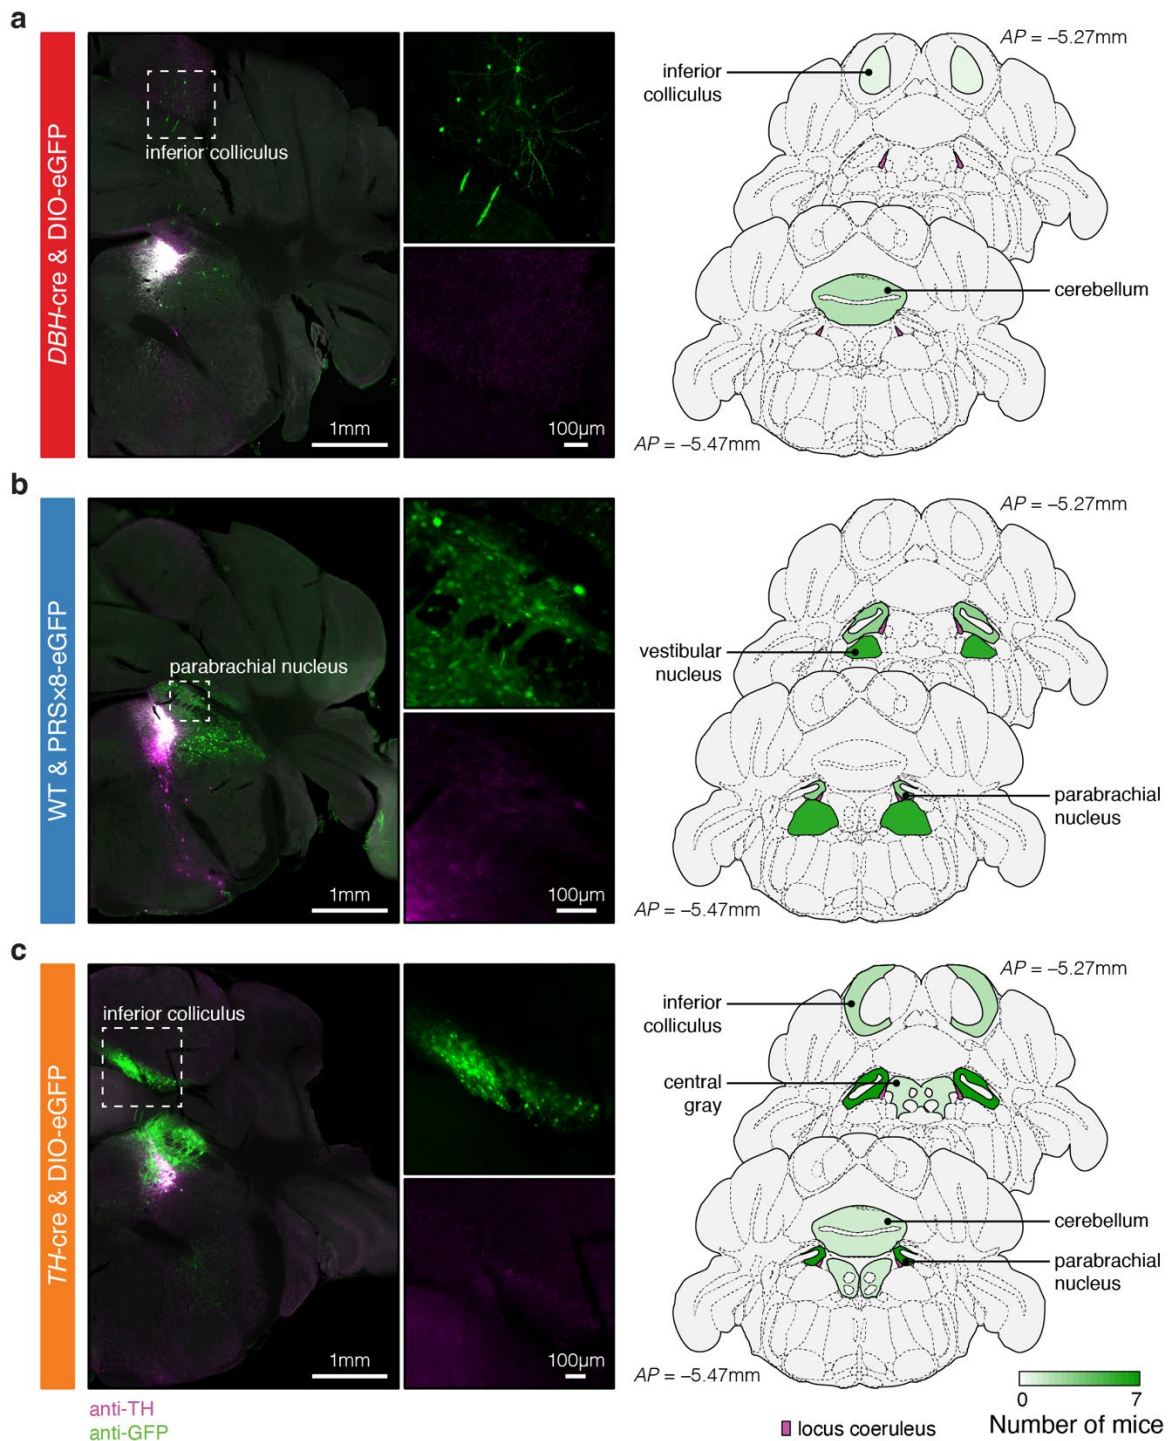 a
DBH-cre & DIO-eGFP
inferior colliculus
1mm
100µm
AP = –5.27mm
inferior
colliculus
cerebellum
AP = –5.47mm
b
WT & PRS×8-eGFP
parabrachial nucleus
1mm
100µm
AP = –5.27mm
vestibular
nucleus
parabrachial
nucleus
AP = –5.47mm
c
TH-cre & DIO-eGFP
inferior colliculus
1mm
100µm
AP = –5.27mm
inferior
colliculus
central
gray
cerebellum
parabrachial
nucleus
AP = –5.47mm
anti-TH
anti-GFP
locus coeruleus
0
7
Number of mice